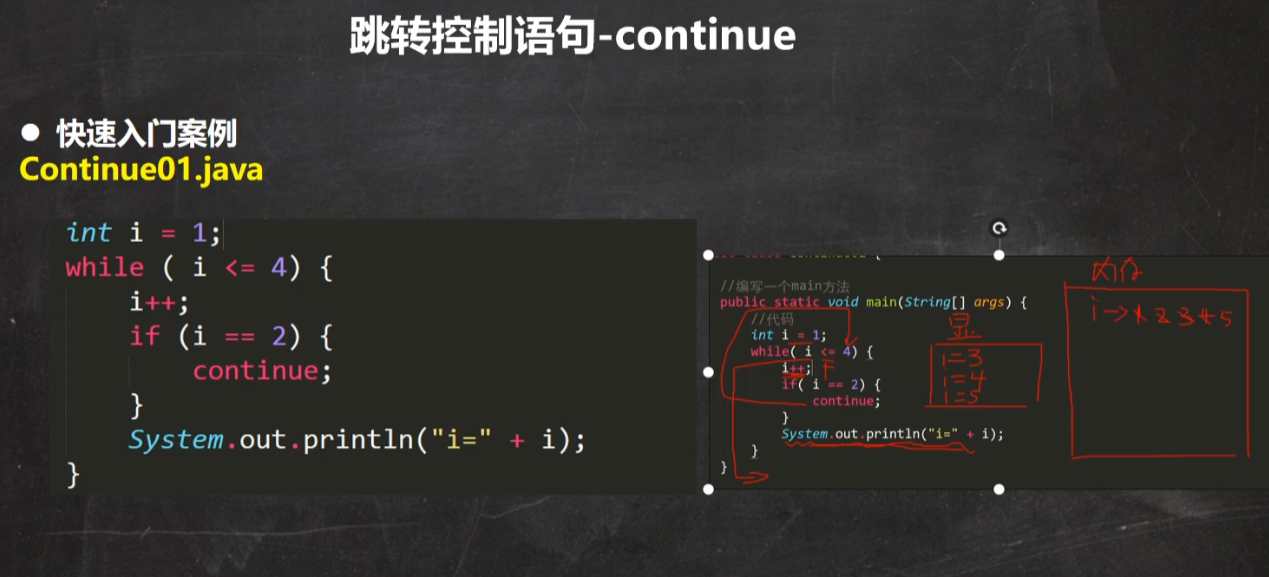 跳转控制语句-continue
● 快速入门案例
Continue01.java
int i = 1;
while ( i <= 4) {
i++;
if (i == 2) {
continue;
}
System.out.println("i=" + i);
}
//编写一个main方法
public static void main(String[] args) {
//代码
int i = 1;
while( i <= 4) {
i++;
if( i == 2) {
continue;
}
System.out.println("i=" + i);
}
}
F
显
i=3
i=4
i=5
内存
i→1 2 3 4 5